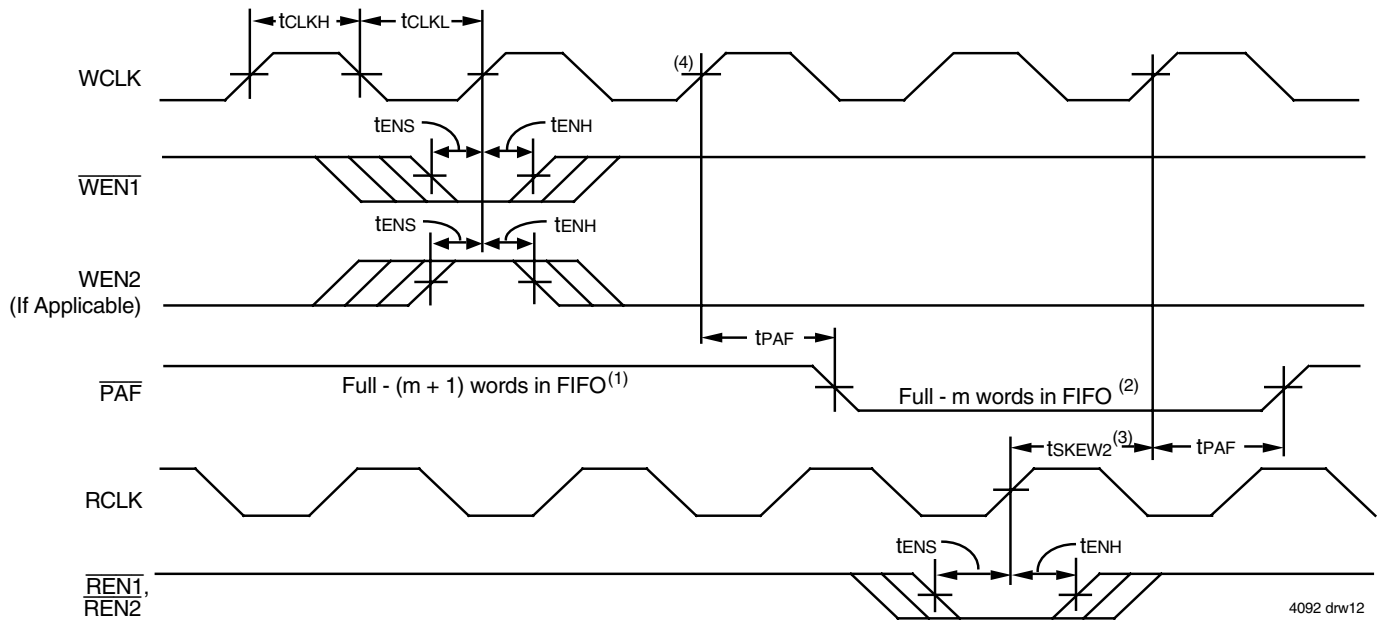 tCLKH
tCLKL
WCLK
(4)
tENS
tENH
WEN1
tENS
tENH
WEN2
(If Applicable)
tPAF
PAF
Full - (m + 1) words in FIFO(1)
Full - m words in FIFO (2)
tSKEW2(3)
tPAF
RCLK
tENS
tENH
REN1,
REN2
4092 drw12